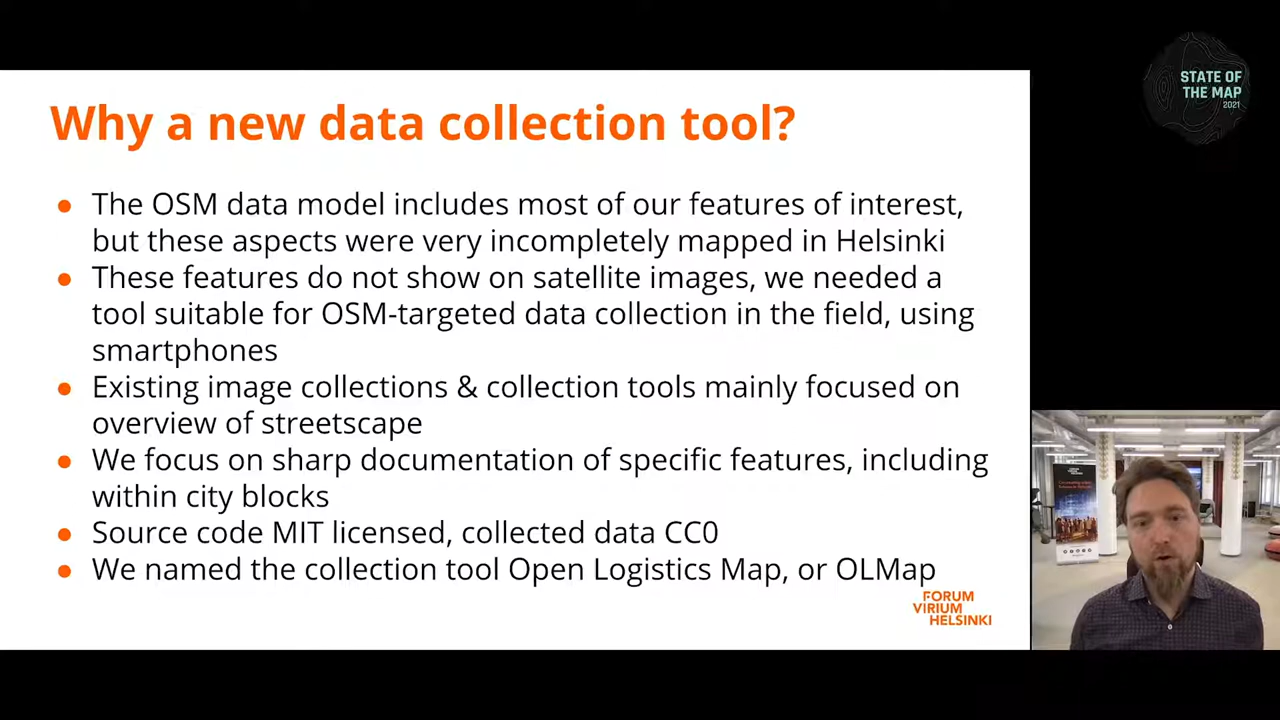 Why a new data collection tool?
● The OSM data model includes most of our features of interest,
but these aspects were very incompletely mapped in Helsinki
● These features do not show on satellite images, we needed a
tool suitable for OSM-targeted data collection in the field, using
smartphones
● Existing image collections & collection tools mainly focused on
overview of streetscape
● We focus on sharp documentation of specific features, including
within city blocks
● Source code MIT licensed, collected data CC0
● We named the collection tool Open Logistics Map, or OLMap
FORUM
VIRIUM
HELSINKI
STATE OF
THE MAP
2021